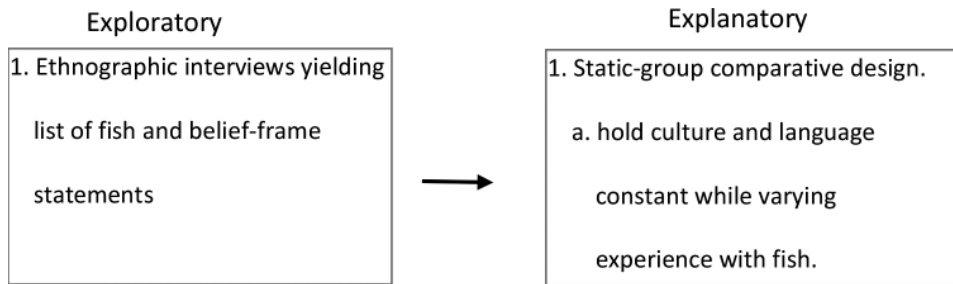 Exploratory
1. Ethnographic interviews yielding
list of fish and belief-frame
statements
Explanatory
1. Static-group comparative design.
a. hold culture and language
constant while varying
experience with fish.